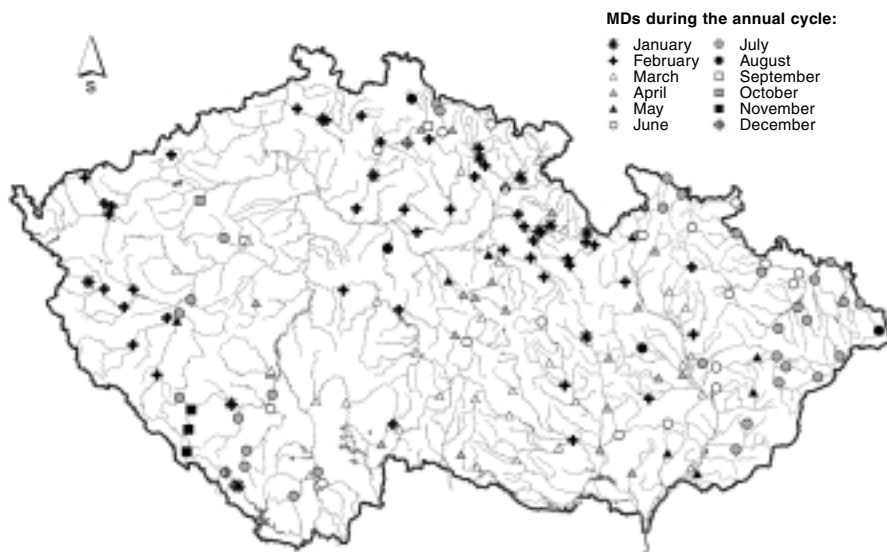 MDs during the annual cycle:
January
February
March
April
May
June
July
August
September
October
November
December
S